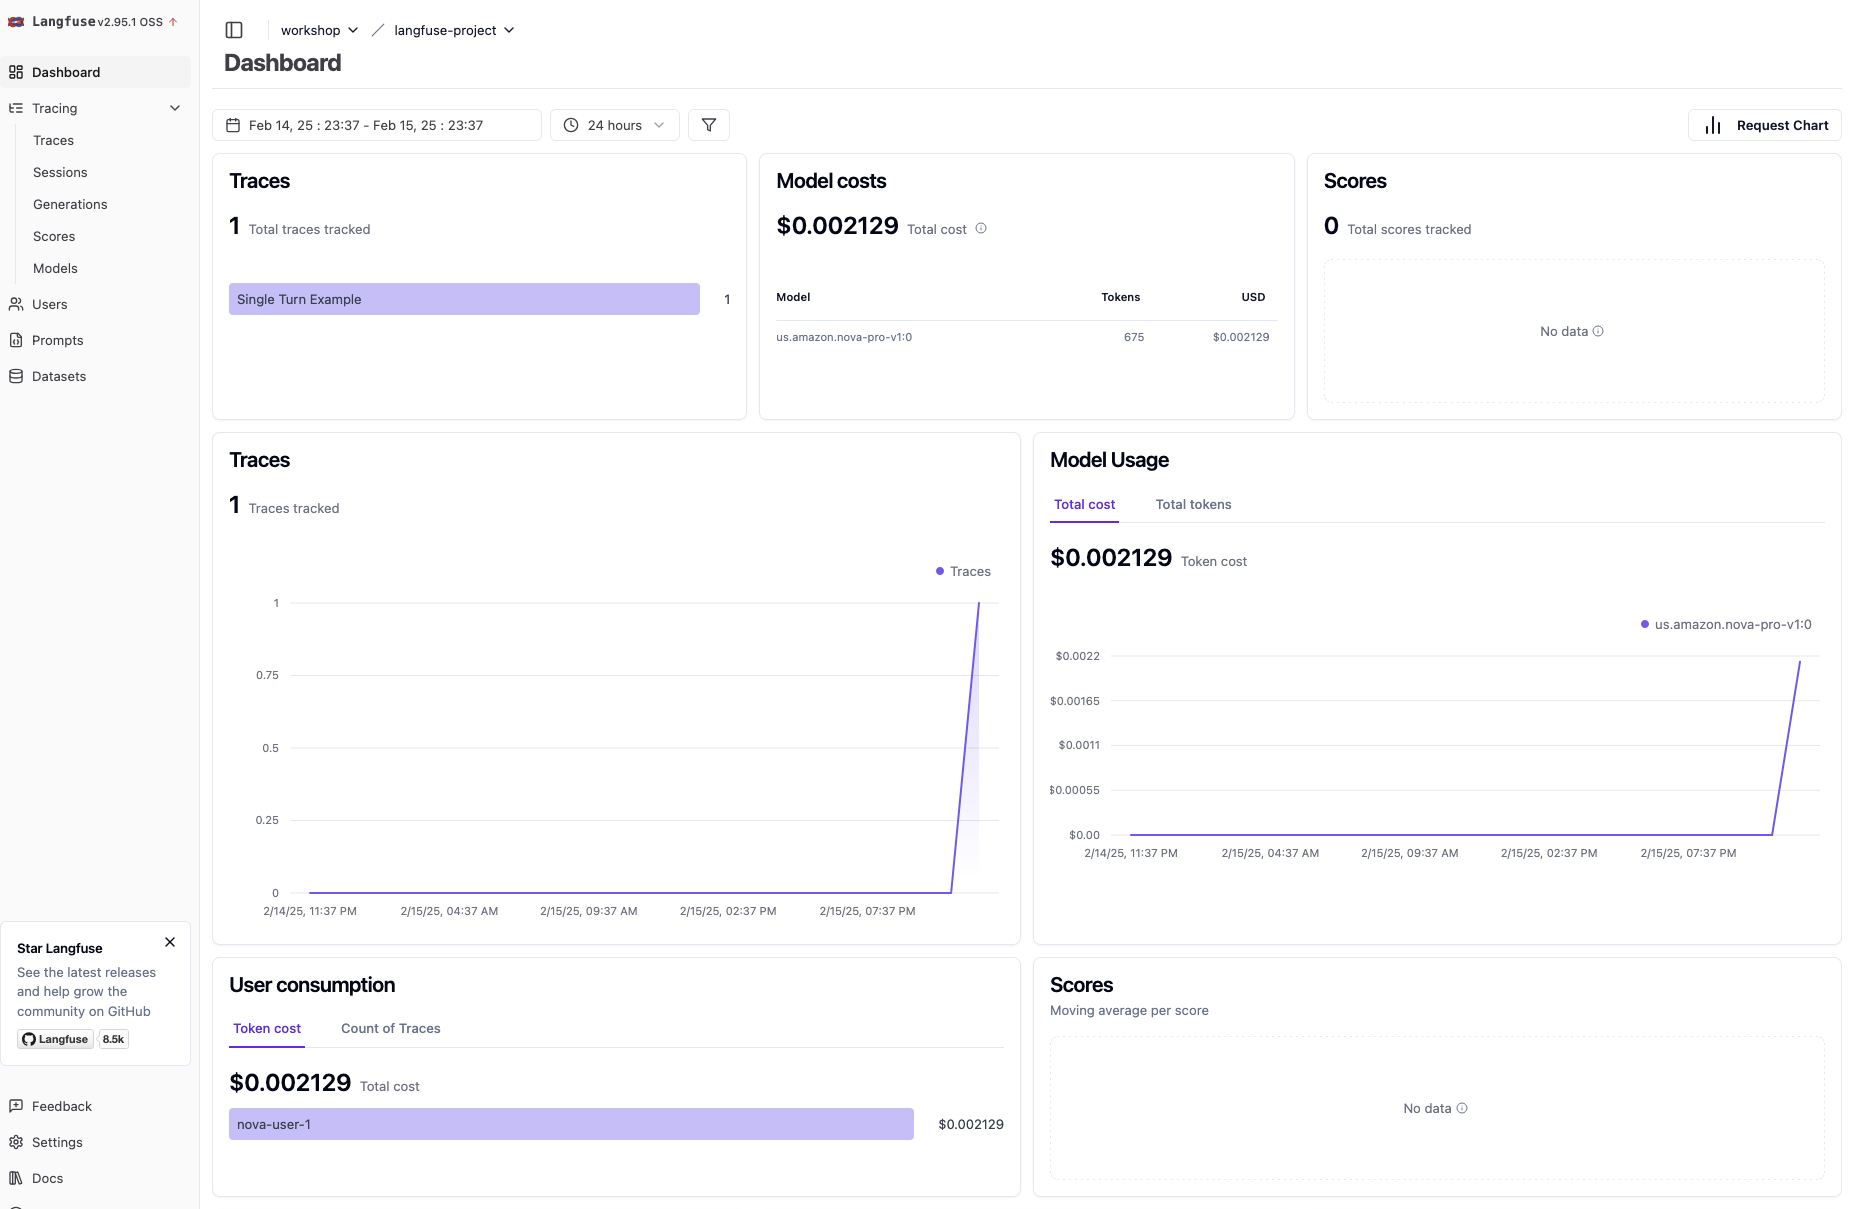 Langfuse v2.95.1 OSS
Dashboard
Tracing
Traces
Sessions
Generations
Scores
Models
Users
Prompts
Datasets
Star Langfuse
See the latest releases
and help grow the
community on GitHub
Langfuse 8.5k
Feedback
Settings
Docs
workshop langfuse-project
Dashboard
Feb 14, 25 : 23:37 - Feb 15, 25 : 23:37
24 hours
Request Chart
Traces
1 Total traces tracked
Single Turn Example 1
Model costs
$0.002129 Total cost
Model Tokens USD
us.amazon.nova-pro-v1:0 675 $0.002129
Scores
0 Total scores tracked
No data
Traces
1 Traces tracked
Traces
1
0.75
0.5
0.25
0
2/14/25, 11:37 PM 2/15/25, 04:37 AM 2/15/25, 09:37 AM 2/15/25, 02:37 PM 2/15/25, 07:37 PM
Model Usage
Total cost Total tokens
$0.002129 Token cost
us.amazon.nova-pro-v1:0
$0.0022
$0.00165
$0.0011
$0.00055
$0.00
2/14/25, 11:37 PM 2/15/25, 04:37 AM 2/15/25, 09:37 AM 2/15/25, 02:37 PM 2/15/25, 07:37 PM
User consumption
Token cost Count of Traces
$0.002129 Total cost
nova-user-1 $0.002129
Scores
Moving average per score
No data